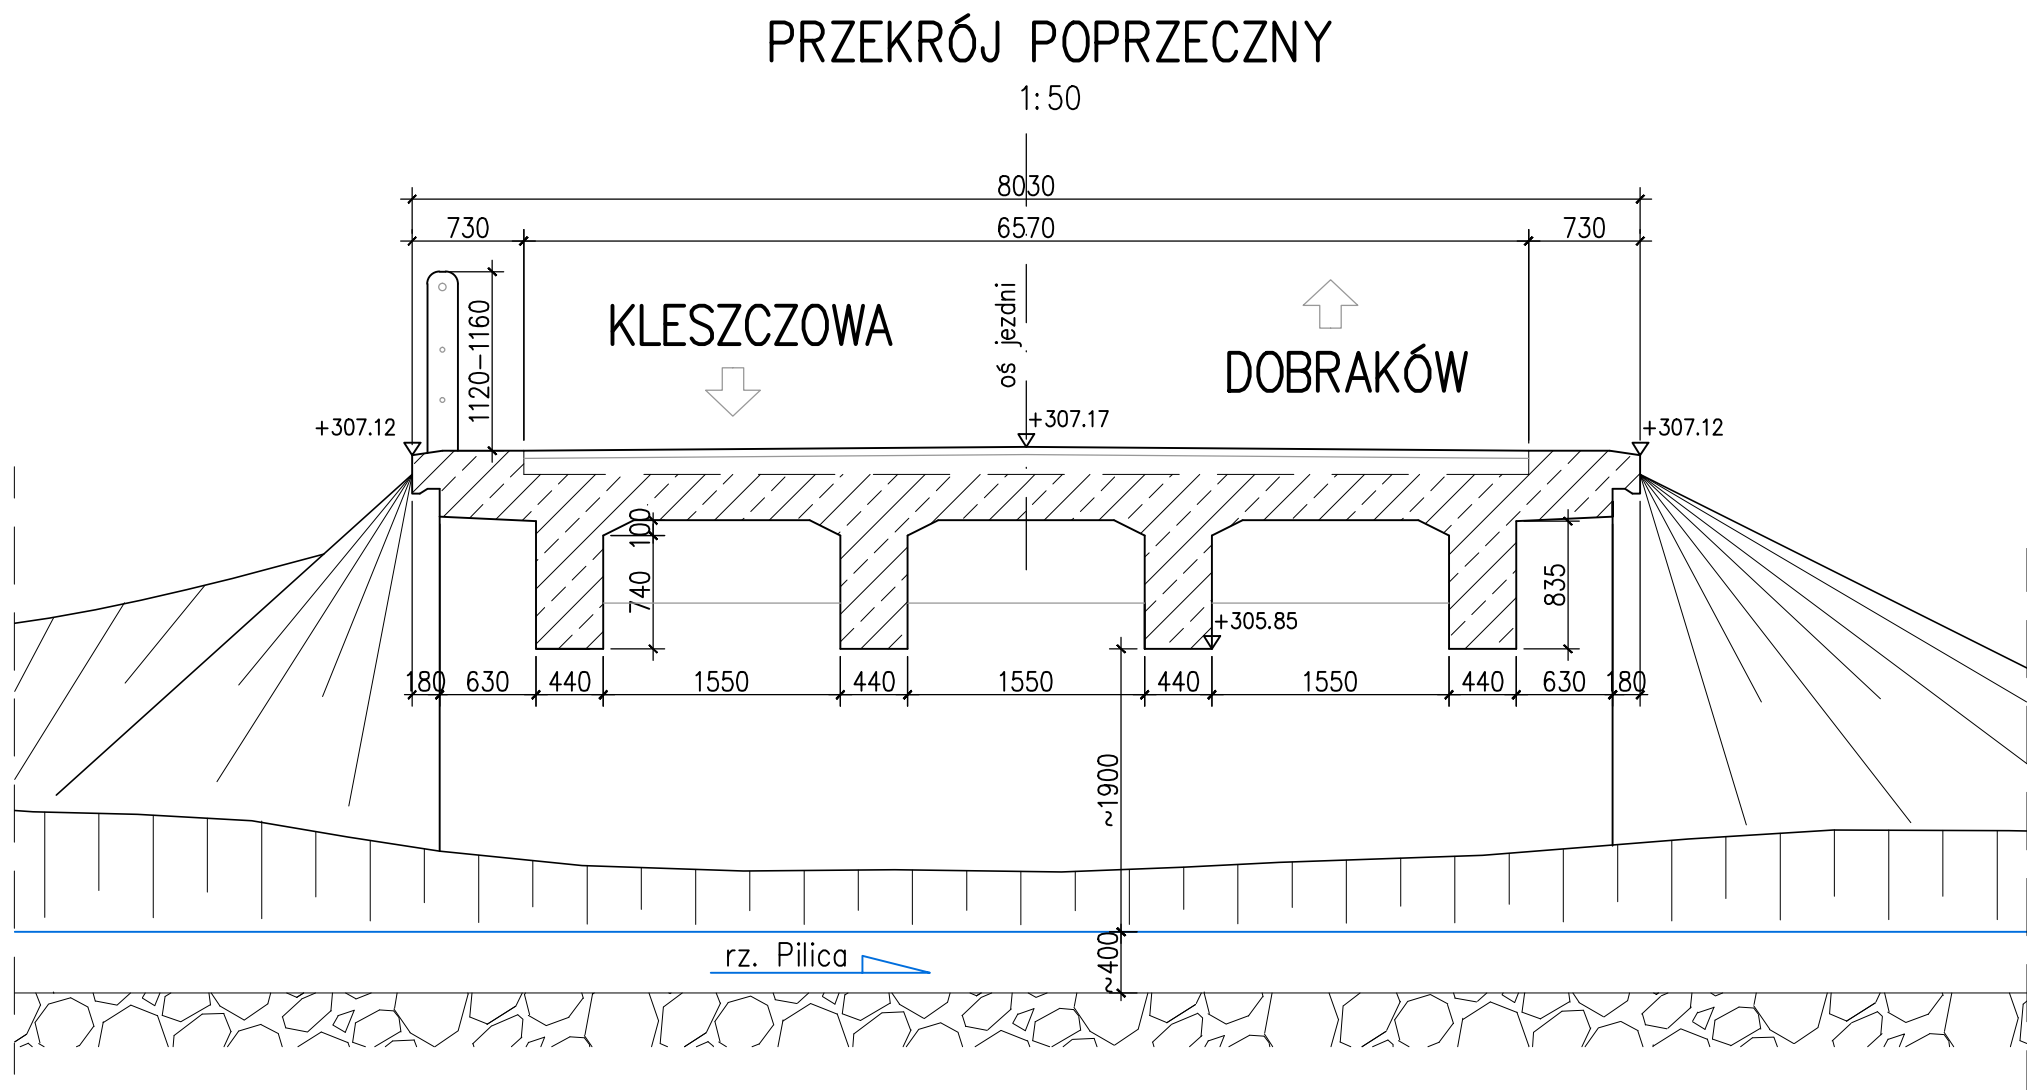 PRZEKRÓJ POPRZECZNY
1:50
8030
730 6570 730
oś jezdni
KLESZCZOWA
DOBRAKÓW
1120-1160
+307.12 +307.17 +307.12
100
740
835
+305.85
180 630 440 1550 440 1550 440 1550 440 630 180
~1900
~400
rz. Pilica